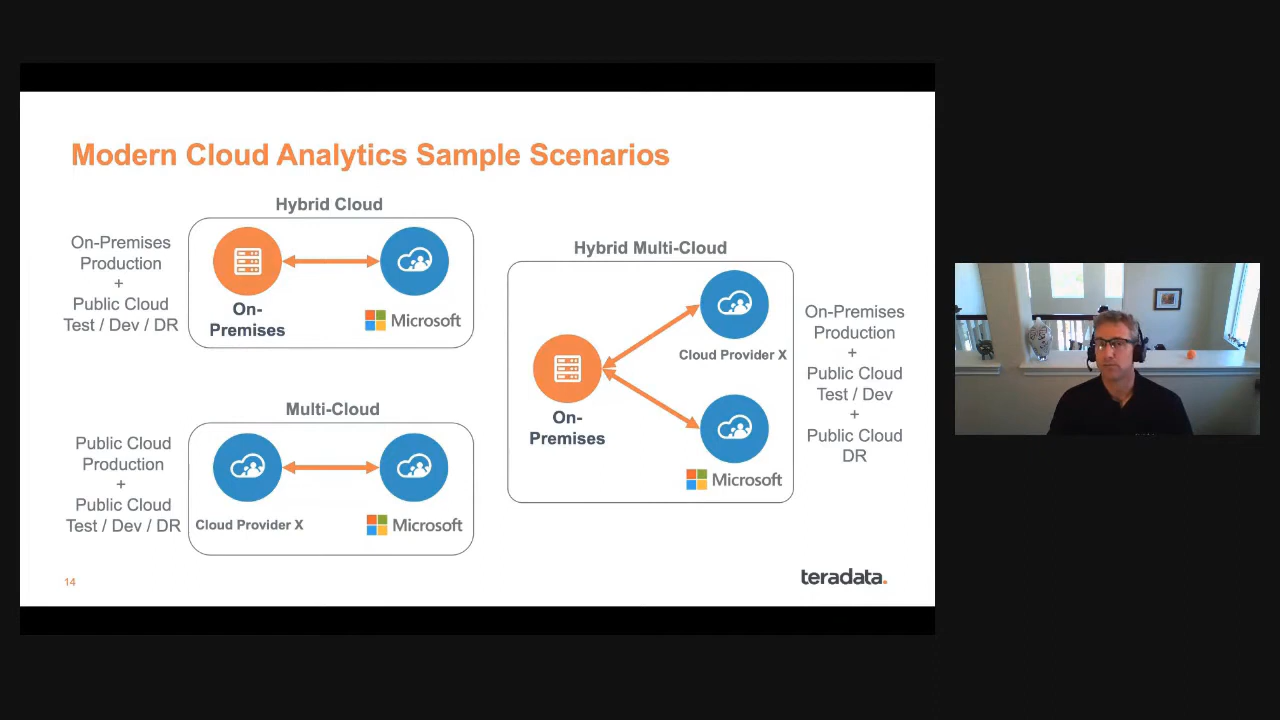 Modern Cloud Analytics Sample Scenarios
Hybrid Cloud
On-Premises
Production
+
Public Cloud
Test / Dev / DR
On-
Premises
Microsoft
Multi-Cloud
Public Cloud
Production
+
Public Cloud
Test / Dev / DR
Cloud Provider X
Microsoft
Hybrid Multi-Cloud
On-
Premises
Cloud Provider X
Microsoft
On-Premises
Production
+
Public Cloud
Test / Dev
+
Public Cloud
DR
14
teradata.